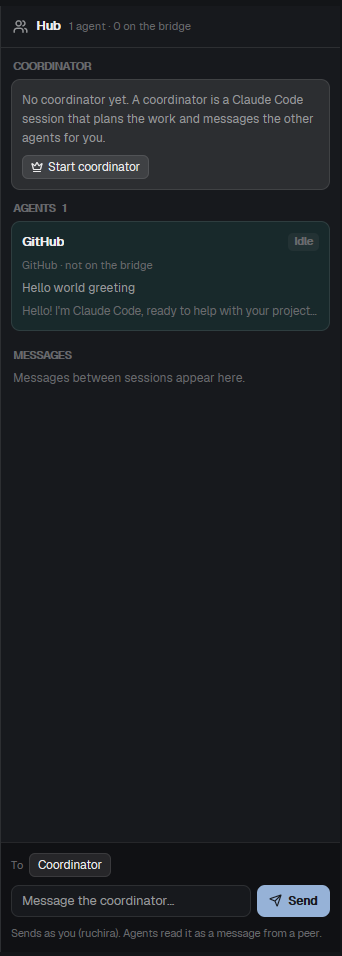 Hub 1 agent · 0 on the bridge
COORDINATOR
No coordinator yet. A coordinator is a Claude Code
session that plans the work and messages the other
agents for you.
Start coordinator
AGENTS 1
GitHub Idle
GitHub · not on the bridge
Hello world greeting
Hello! I'm Claude Code, ready to help with your project...
MESSAGES
Messages between sessions appear here.
To Coordinator
Message the coordinator...
Send
Sends as you (ruchira). Agents read it as a message from a peer.